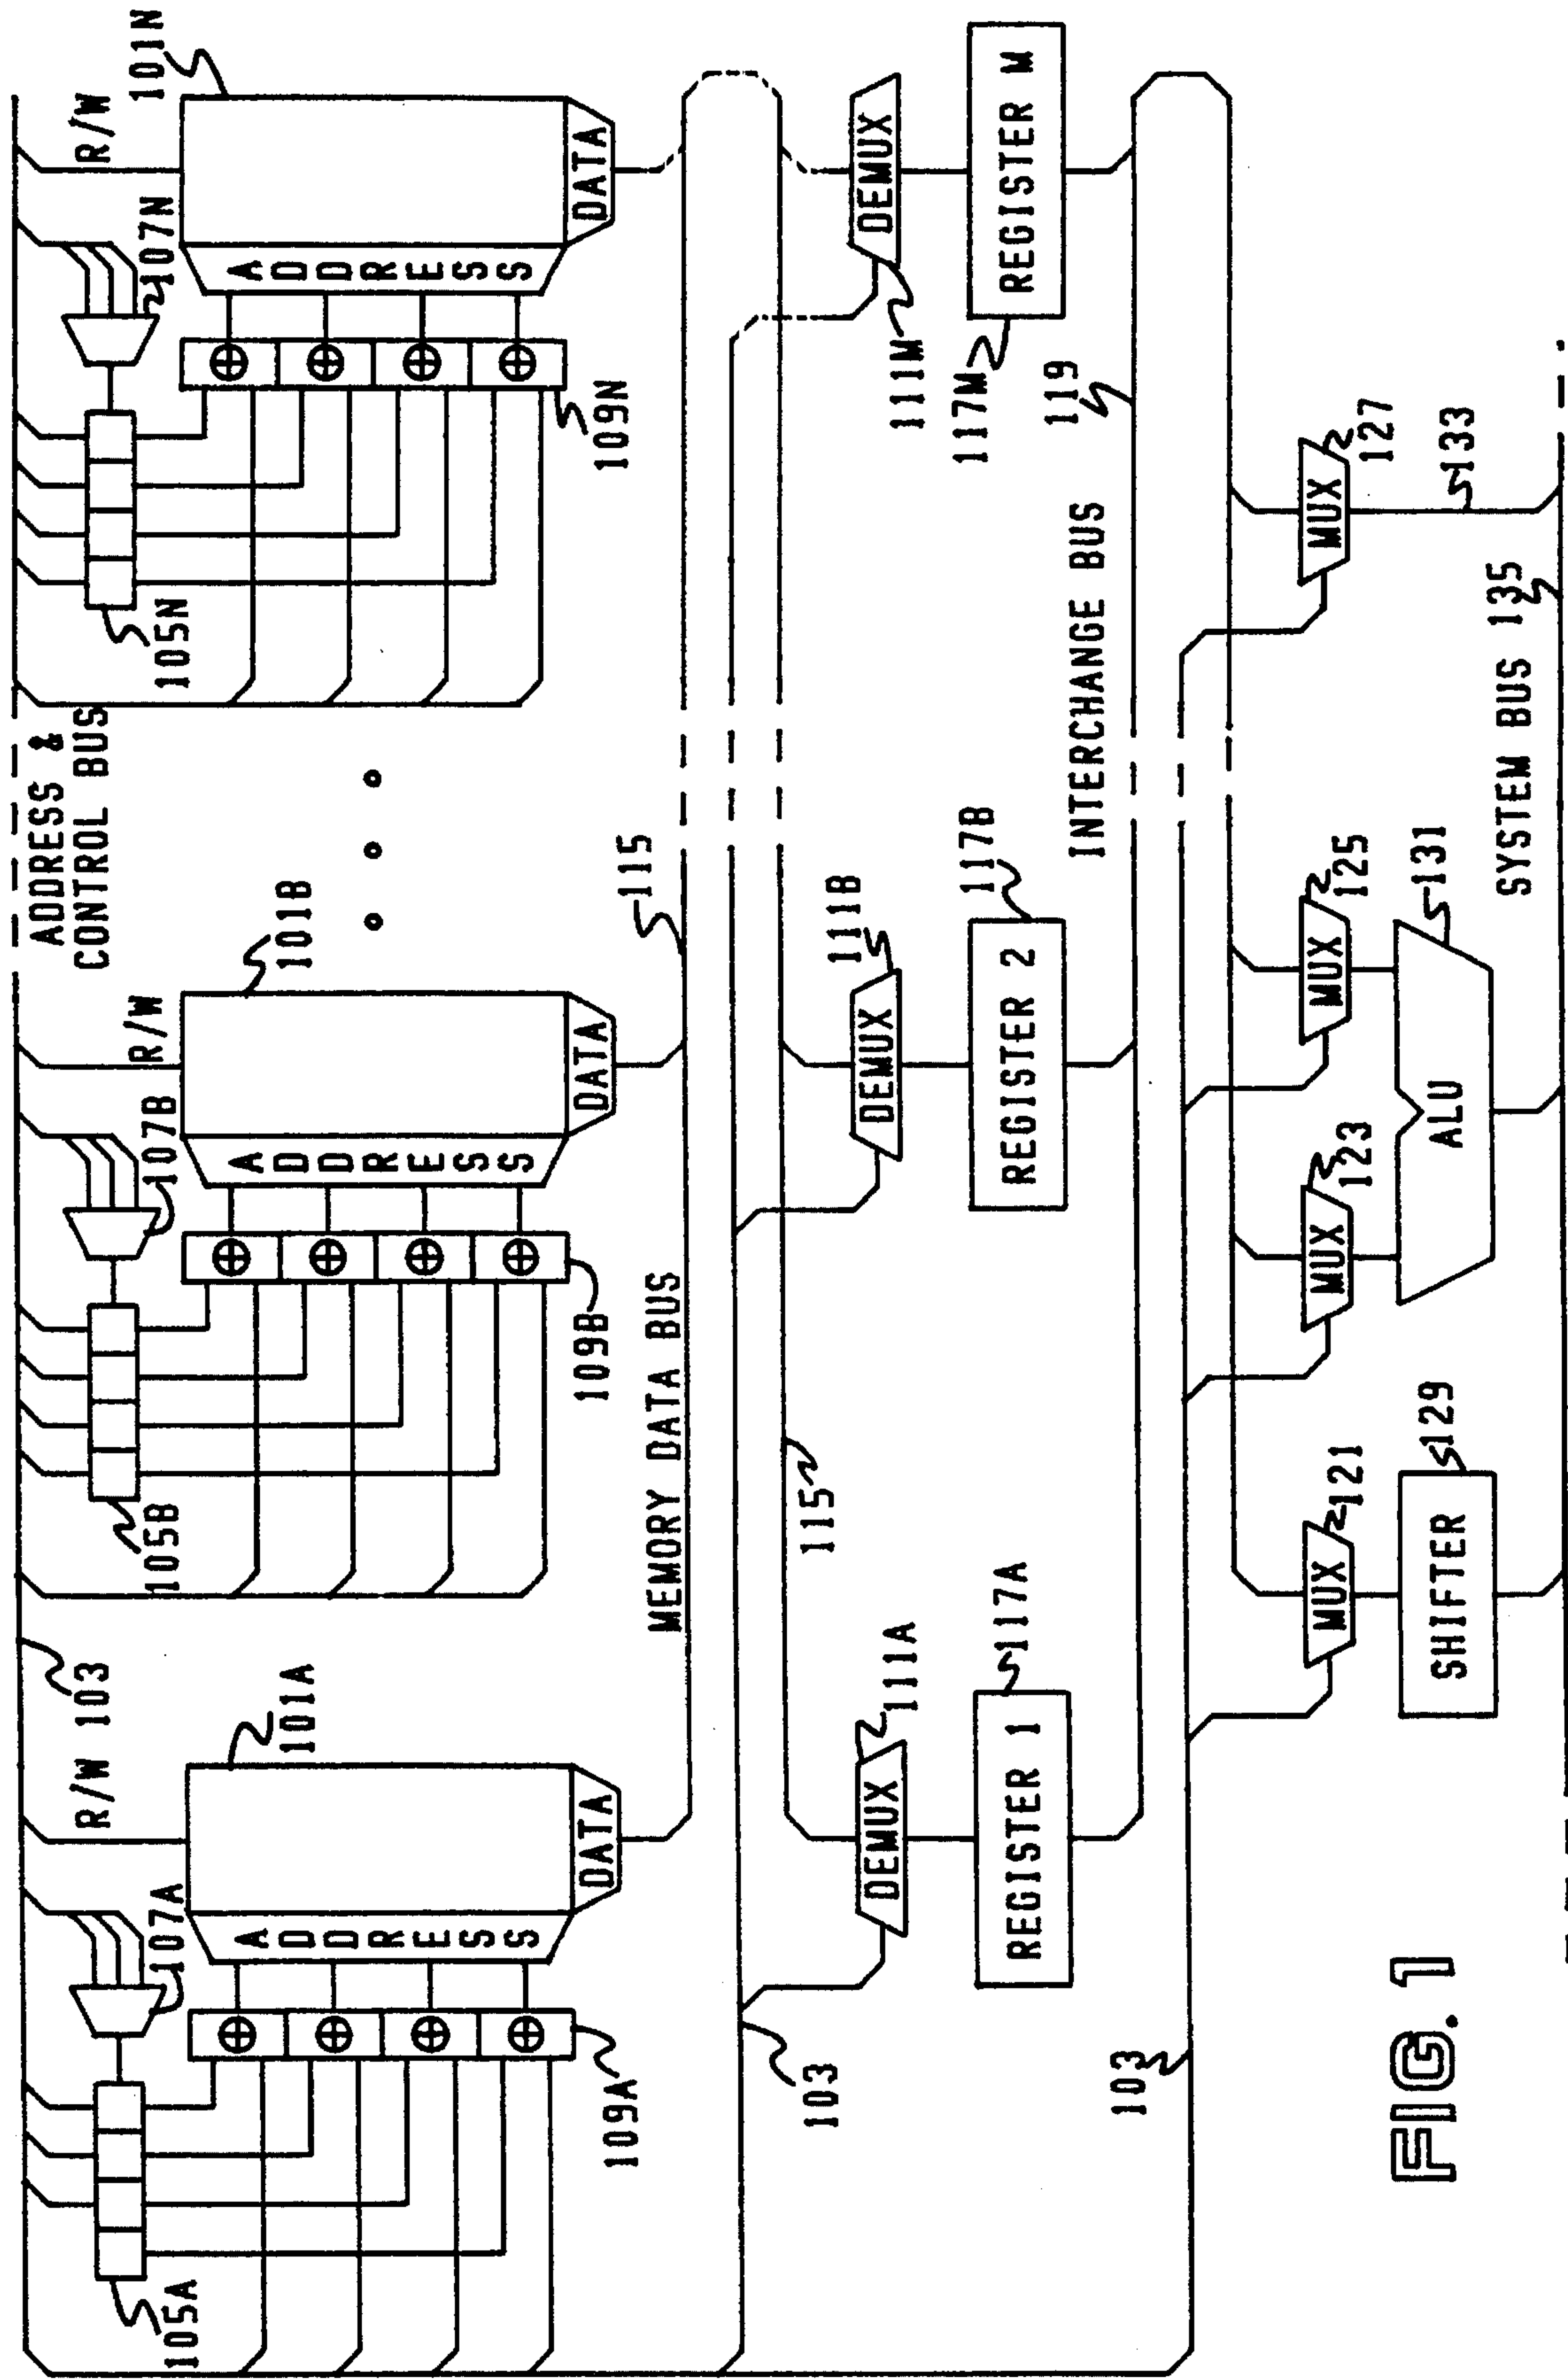 ADDRESS &
CONTROL BUS
R/W 103
R/W
R/W
107A
107B
107N
101A
101B
101N
105A
105B
105N
ADDRESS
ADDRESS
ADDRESS
DATA
DATA
DATA
109A
109B
109N
MEMORY DATA BUS
115
103
115
DEMUX
111A
DEMUX
111B
DEMUX
111M
REGISTER 1
117A
REGISTER 2
117B
REGISTER M
117M
INTERCHANGE BUS
119
103
MUX
121
MUX
123
MUX
125
MUX
127
SHIFTER
129
ALU
131
133
SYSTEM BUS 135
FIG. 1